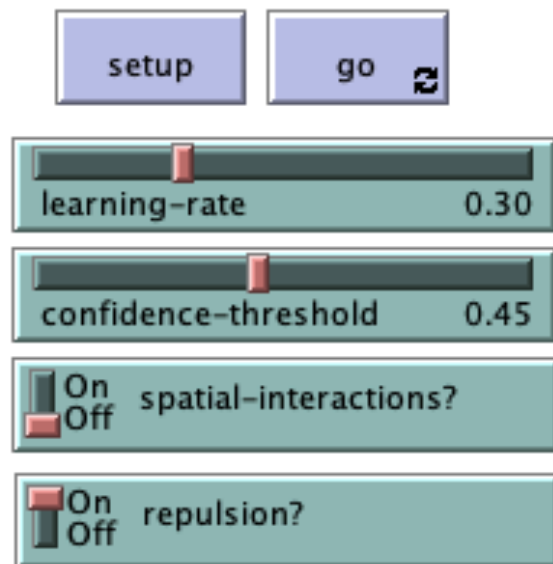 setup go
learning-rate 0.30
confidence-threshold 0.45
On
Off spatial-interactions?
On
Off repulsion?